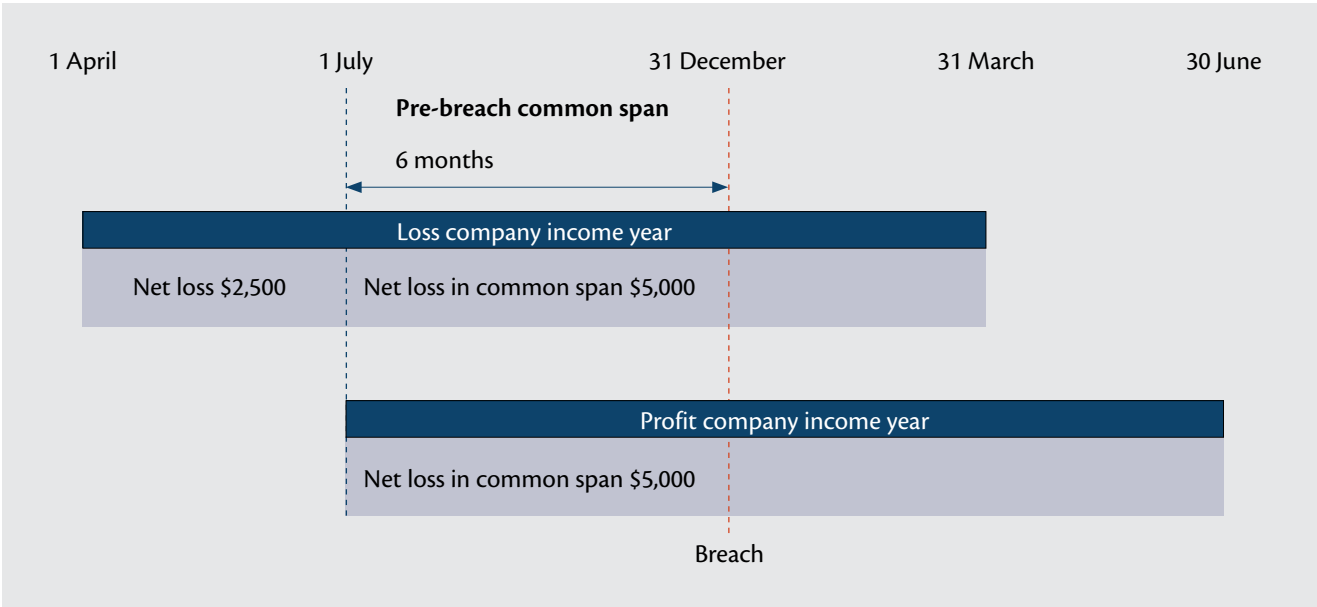 1 April 1 July 31 December 31 March 30 June
Pre-breach common span
6 months
Loss company income year
Net loss $2,500 Net loss in common span $5,000
Profit company income year
Net loss in common span $5,000
Breach